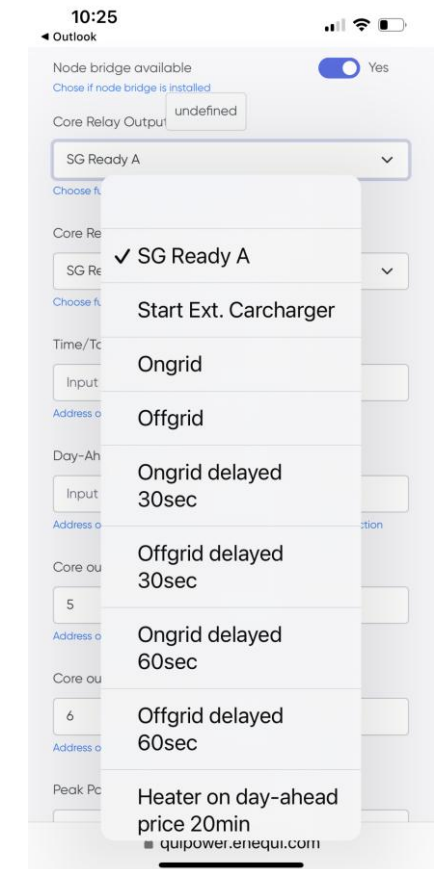 10:25
◀ Outlook
Node bridge available
Yes
Chose if node bridge is installed
undefined
Core Relay Output
SG Ready A
Choose fu
Core Re
SG Re
Choose fu
Time/To
Input
Address o
Day-Ah
Input
Address o
ction
Core ou
5
Address o
Core ou
6
Address o
Peak Po
✓ SG Ready A
Start Ext. Carcharger
Ongrid
Offgrid
Ongrid delayed
30sec
Offgrid delayed
30sec
Ongrid delayed
60sec
Offgrid delayed
60sec
Heater on day-ahead
price 20min
quipower.enequi.com